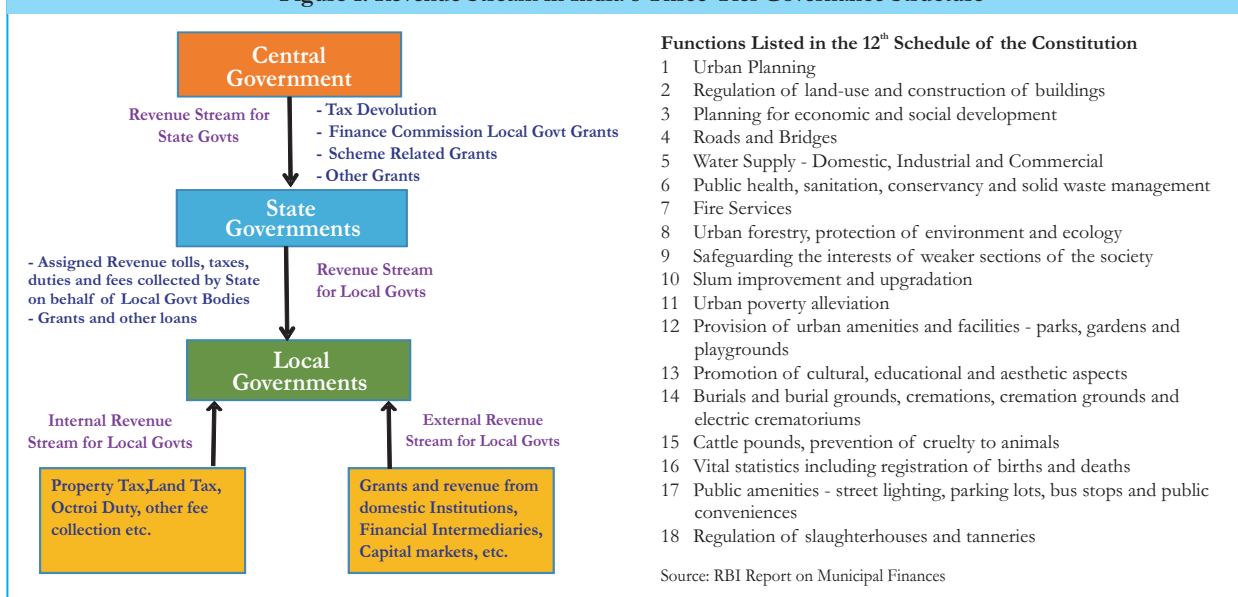 Figure 1: Revenue Stream in India's Three-Tier Governance Structure
Central
Government
Revenue Stream for
State Govts
- Tax Devolution
- Finance Commission Local Govt Grants
- Scheme Related Grants
- Other Grants
State
Governments
- Assigned Revenue tolls, taxes,
duties and fees collected by State
on behalf of Local Govt Bodies
- Grants and other loans
Revenue Stream
for Local Govts
Local
Governments
Internal Revenue
Stream for Local Govts
External Revenue
Stream for Local Govts
Property Tax,Land Tax,
Octroi Duty, other fee
collection etc.
Grants and revenue from
domestic Institutions,
Financial Intermediaries,
Capital markets, etc.
Functions Listed in the 12th Schedule of the Constitution
1 Urban Planning
2 Regulation of land-use and construction of buildings
3 Planning for economic and social development
4 Roads and Bridges
5 Water Supply - Domestic, Industrial and Commercial
6 Public health, sanitation, conservancy and solid waste management
7 Fire Services
8 Urban forestry, protection of environment and ecology
9 Safeguarding the interests of weaker sections of the society
10 Slum improvement and upgradation
11 Urban poverty alleviation
12 Provision of urban amenities and facilities - parks, gardens and
playgrounds
13 Promotion of cultural, educational and aesthetic aspects
14 Burials and burial grounds, cremations, cremation grounds and
electric crematoriums
15 Cattle pounds, prevention of cruelty to animals
16 Vital statistics including registration of births and deaths
17 Public amenities - street lighting, parking lots, bus stops and public
conveniences
18 Regulation of slaughterhouses and tanneries
Source: RBI Report on Municipal Finances